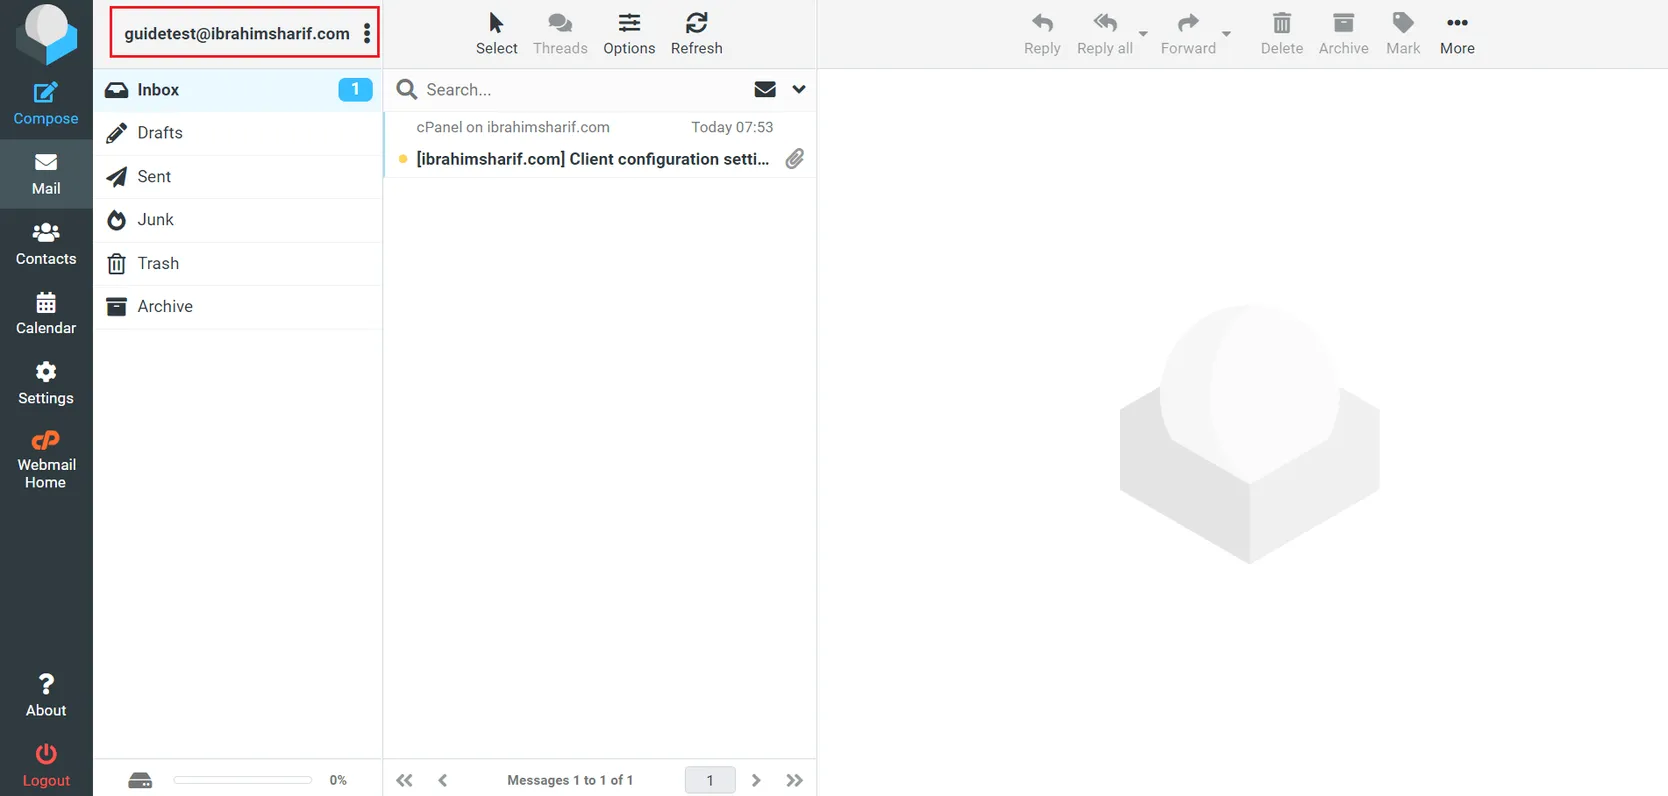 Compose
Mail
Contacts
Calendar
Settings
cP
Webmail
Home
About
Logout
guidetest@ibrahimsharif.com
Inbox 1
Drafts
Sent
Junk
Trash
Archive
0%
Select Threads Options Refresh
Search...
cPanel on ibrahimsharif.com Today 07:53
[ibrahimsharif.com] Client configuration setti...
Messages 1 to 1 of 1 1
Reply Reply all Forward Delete Archive Mark More